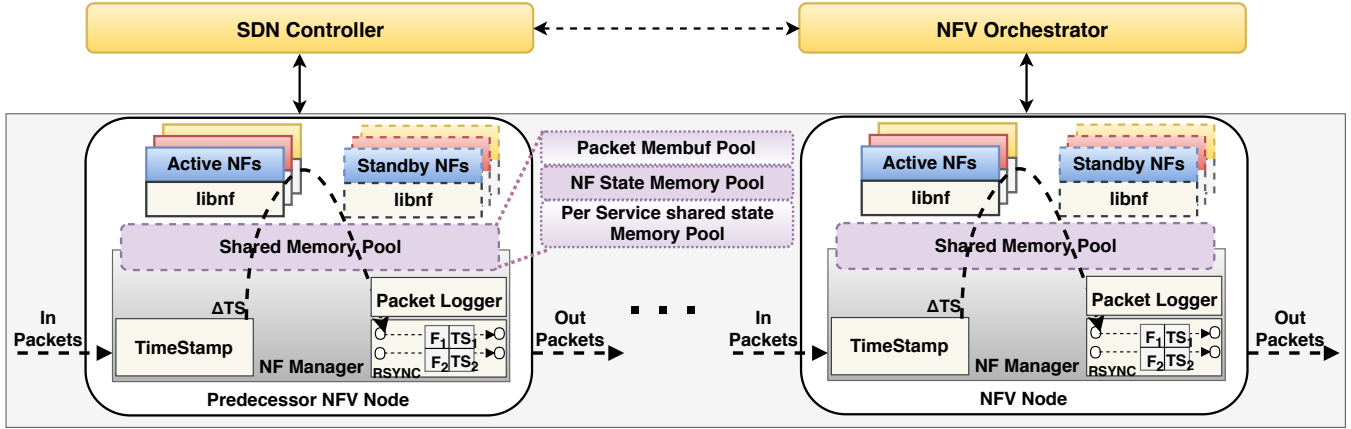 SDN Controller
NFV Orchestrator
Active NFs
libnf
Standby NFs
libnf
Shared Memory Pool
Packet Membuf Pool
NF State Memory Pool
Per Service shared state
Memory Pool
In
Packets
ΔTS
TimeStamp
NF Manager
Packet Logger
F1 TS1
F2 TS2
RSYNC
Predecessor NFV Node
Out
Packets
. . .
Active NFs
libnf
Standby NFs
libnf
Shared Memory Pool
In
Packets
ΔTS
TimeStamp
NF Manager
Packet Logger
F1 TS1
F2 TS2
RSYNC
NFV Node
Out
Packets